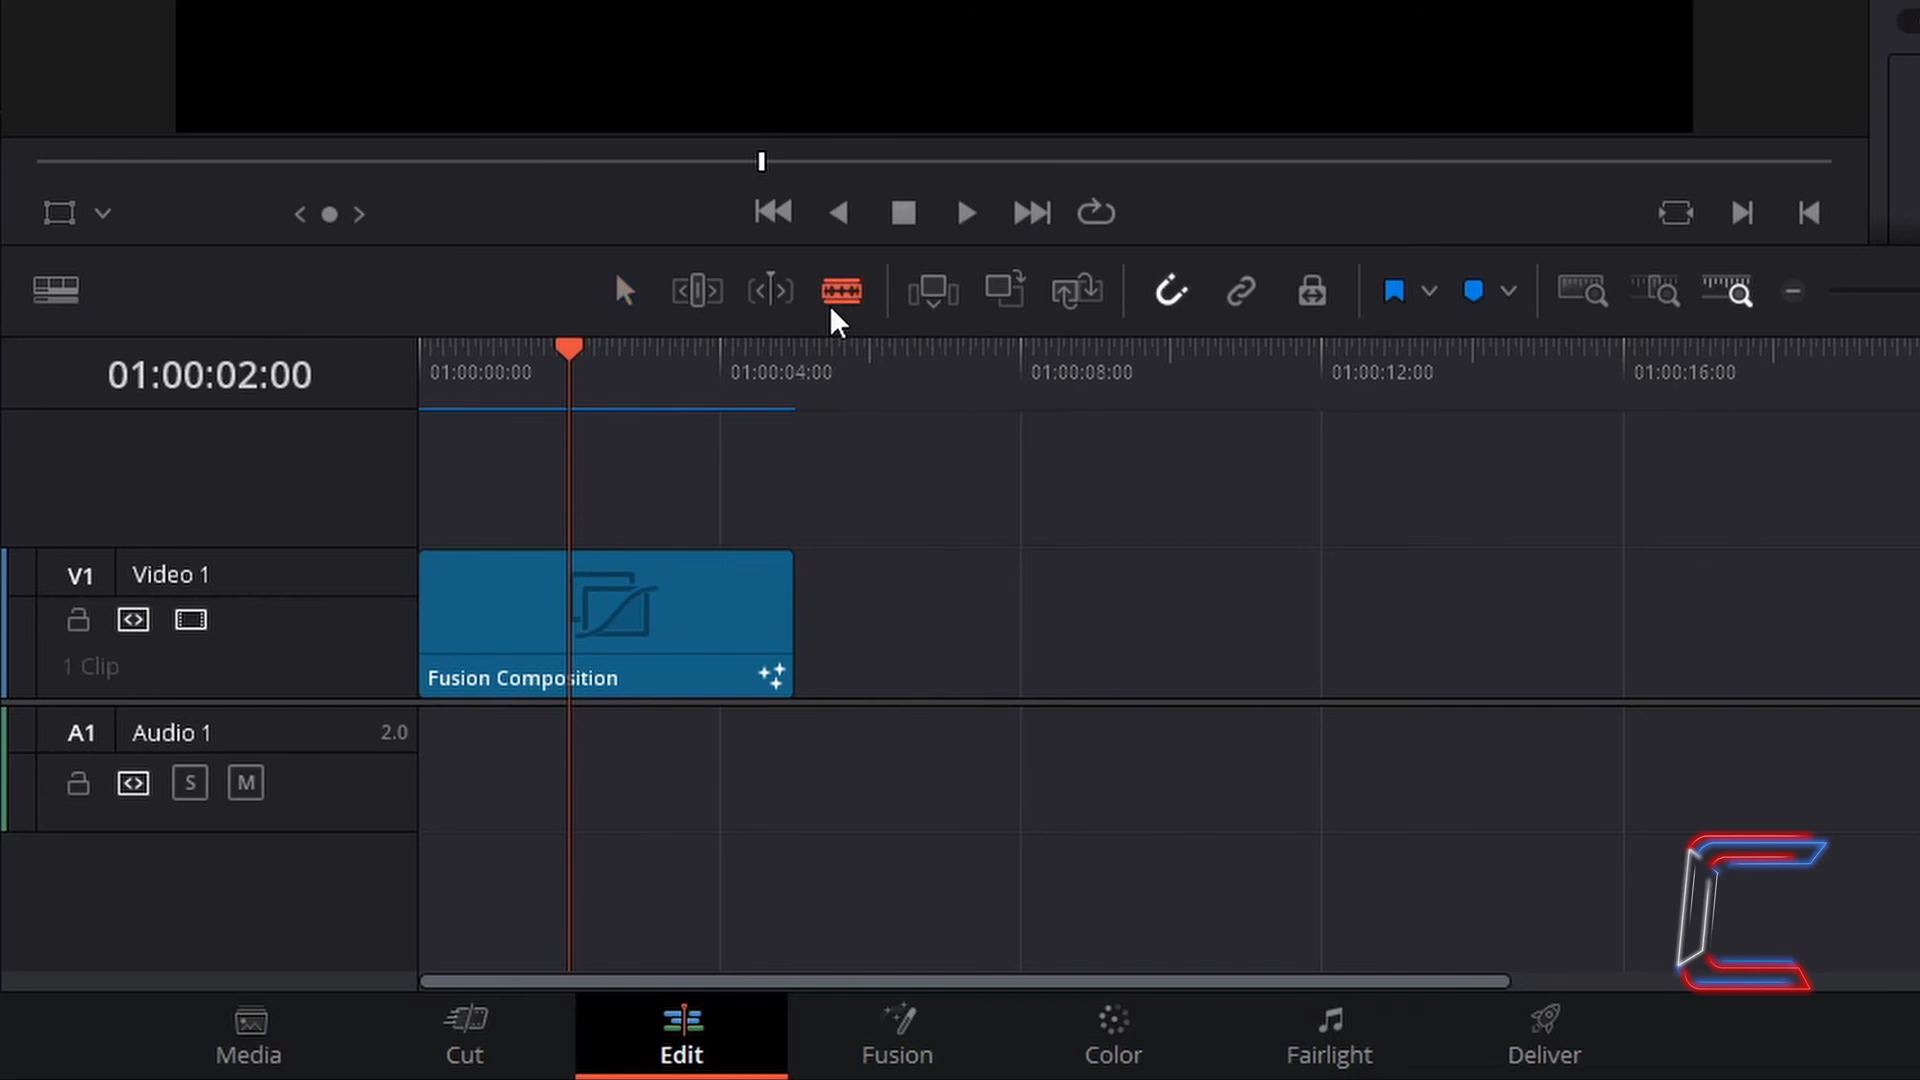 01:00:02:00
01:00:00:00
01:00:04:00
01:00:08:00
01:00:12:00
01:00:16:00
V1 Video 1
1 Clip
Fusion Composition
A1 Audio 1 2.0
S M
Media
Cut
Edit
Fusion
Color
Fairlight
Deliver